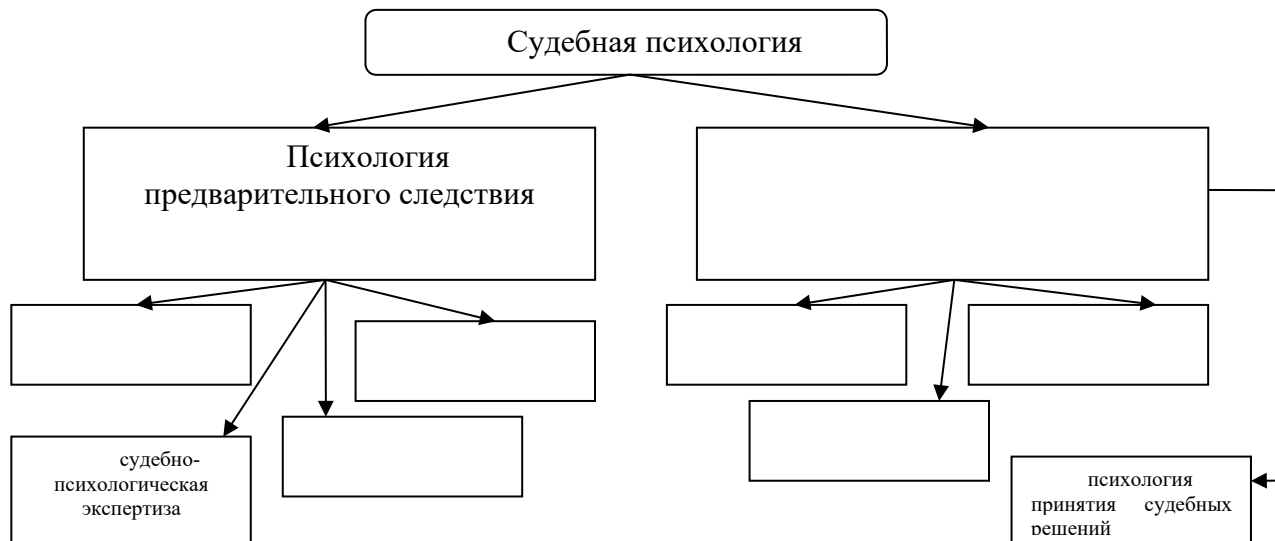 Судебная психология
Психология
предварительного следствия
судебно-
психологическая
экспертиза
психология
принятия судебных
решений